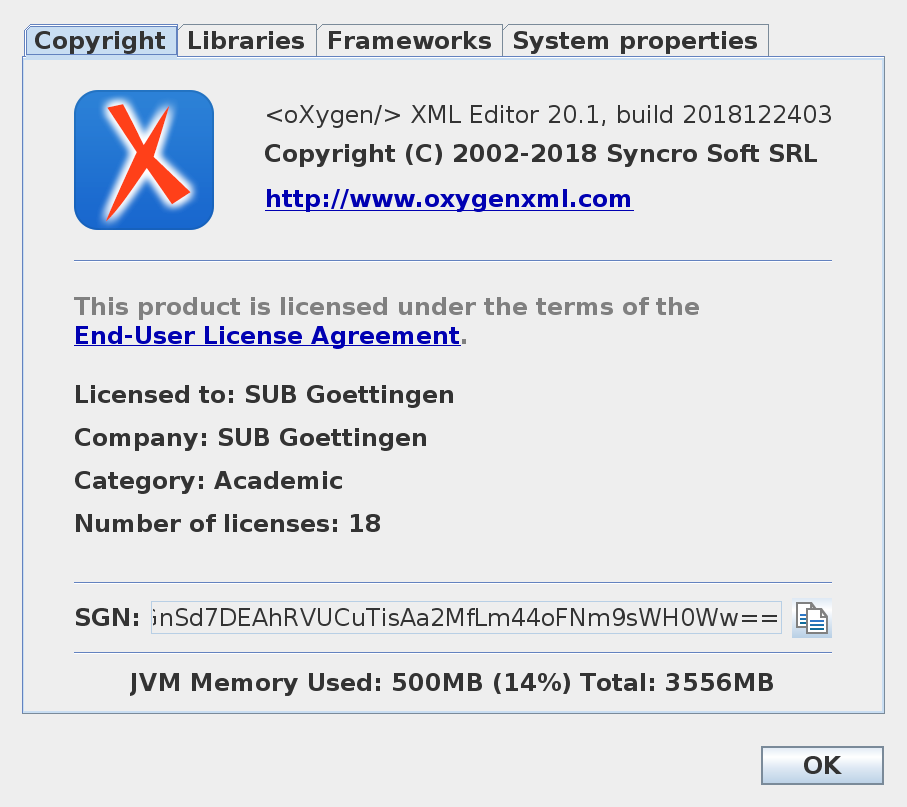 Copyright Libraries Frameworks System properties
<oXygen/> XML Editor 20.1, build 2018122403
Copyright (C) 2002-2018 Syncro Soft SRL
http://www.oxygenxml.com
This product is licensed under the terms of the
End-User License Agreement.
Licensed to: SUB Goettingen
Company: SUB Goettingen
Category: Academic
Number of licenses: 18
SGN: GnSd7DEAhRVUCuTisAa2MfLm44oFNm9sWH0Ww==
JVM Memory Used: 500MB (14%) Total: 3556MB
OK